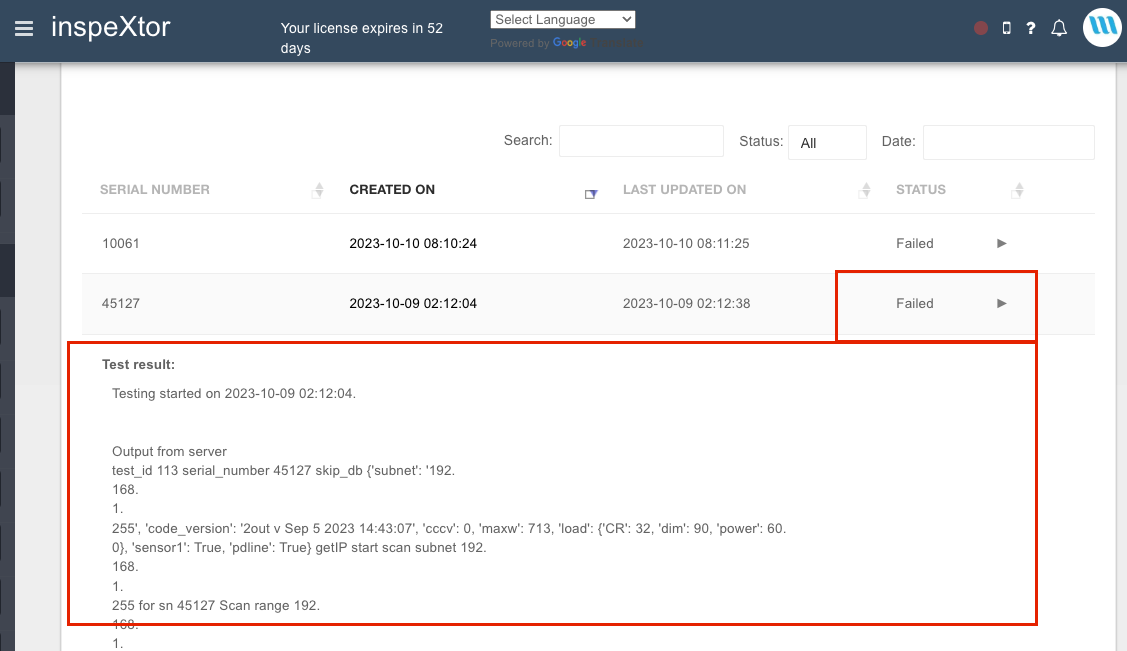 inspeXtor
Your license expires in 52
days
Select Language
Powered by Google
Search:
Status:
All
Date:
SERIAL NUMBER
CREATED ON
LAST UPDATED ON
STATUS
10061
2023-10-10 08:10:24
2023-10-10 08:11:25
Failed
45127
2023-10-09 02:12:04
2023-10-09 02:12:38
Failed
Test result:
Testing started on 2023-10-09 02:12:04.
Output from server
test_id 113 serial_number 45127 skip_db {'subnet': '192.
168.
1.
255', 'code_version': '2out v Sep 5 2023 14:43:07', 'cccv': 0, 'maxw': 713, 'load': {'CR': 32, 'dim': 90, 'power': 60.
0}, 'sensor1': True, 'pdline': True} getIP start scan subnet 192.
168.
1.
255 for sn 45127 Scan range 192.
168.
1.